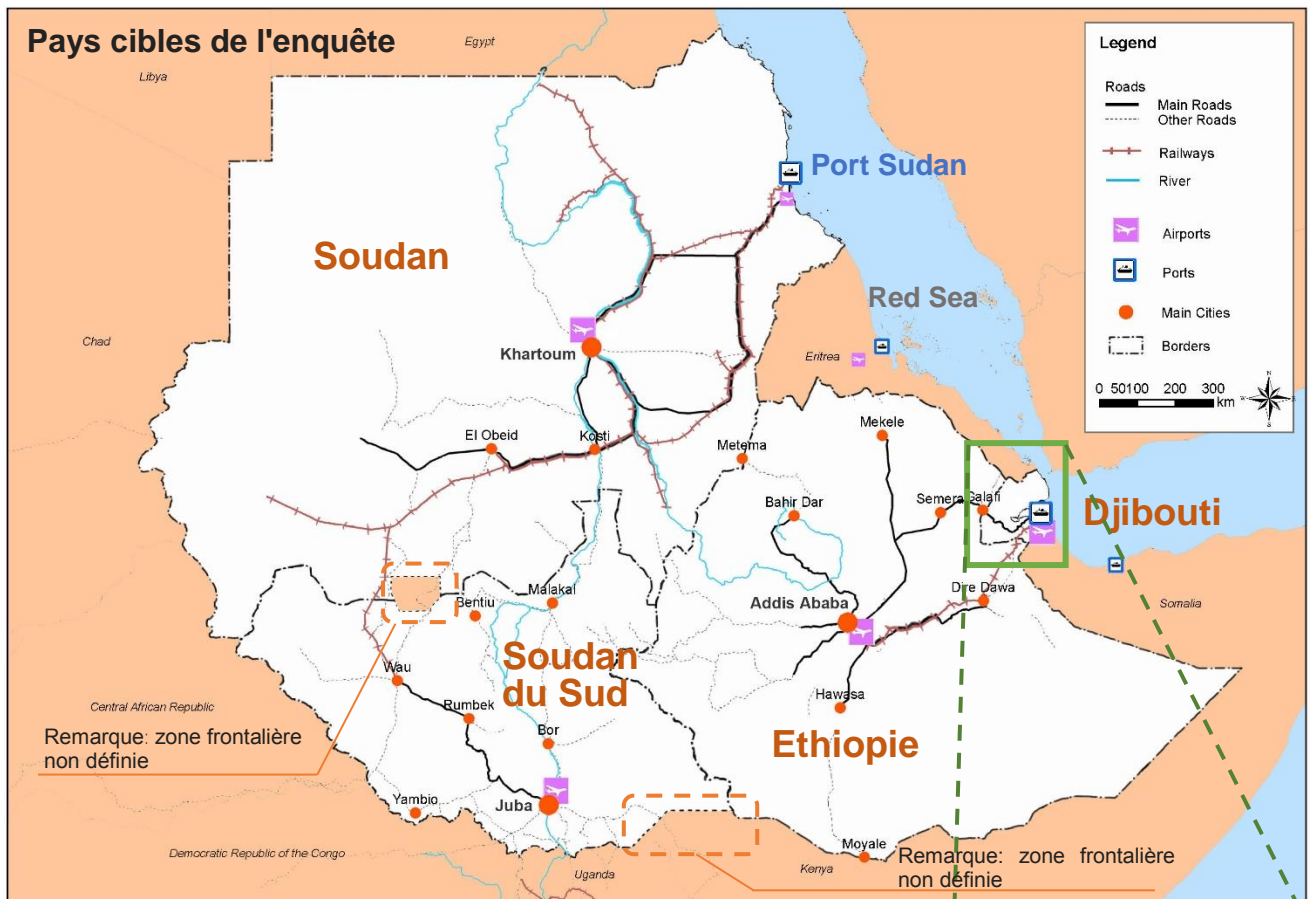 Pays cibles de l'enquête
Egypt
Libya
Legend
Roads
Main Roads
Other Roads
Railways
River
Airports
Ports
Main Cities
Borders
0 50100 200 300
km
N
W E
S
Port Sudan
Soudan
Red Sea
Chad
Khartoum
Eritrea
Mekele
El Obeid
Kosti
Metema
Bahir Dar
Semera
Galafi
Djibouti
Malakal
Bentiu
Addis Ababa
Dire Dawa
Somalia
Soudan
du Sud
Wau
Hawasa
Rumbek
Central African Republic
Remarque: zone frontalière
non définie
Bor
Ethiopie
Yambio
Juba
Moyale
Democratic Republic of the Congo
Uganda
Kenya
Remarque: zone frontalière
non définie